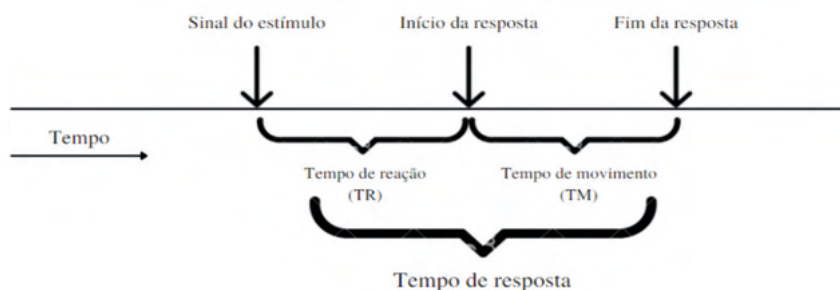 Sinal do estímulo
Início da resposta
Fim da resposta
Tempo
Tempo de reação
(TR)
Tempo de movimento
(TM)
Tempo de resposta